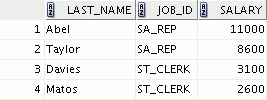 LAST_NAME JOB_ID SALARY
1 Abel SA_REP 11000
2 Taylor SA_REP 8600
3 Davies ST_CLERK 3100
4 Matos ST_CLERK 2600